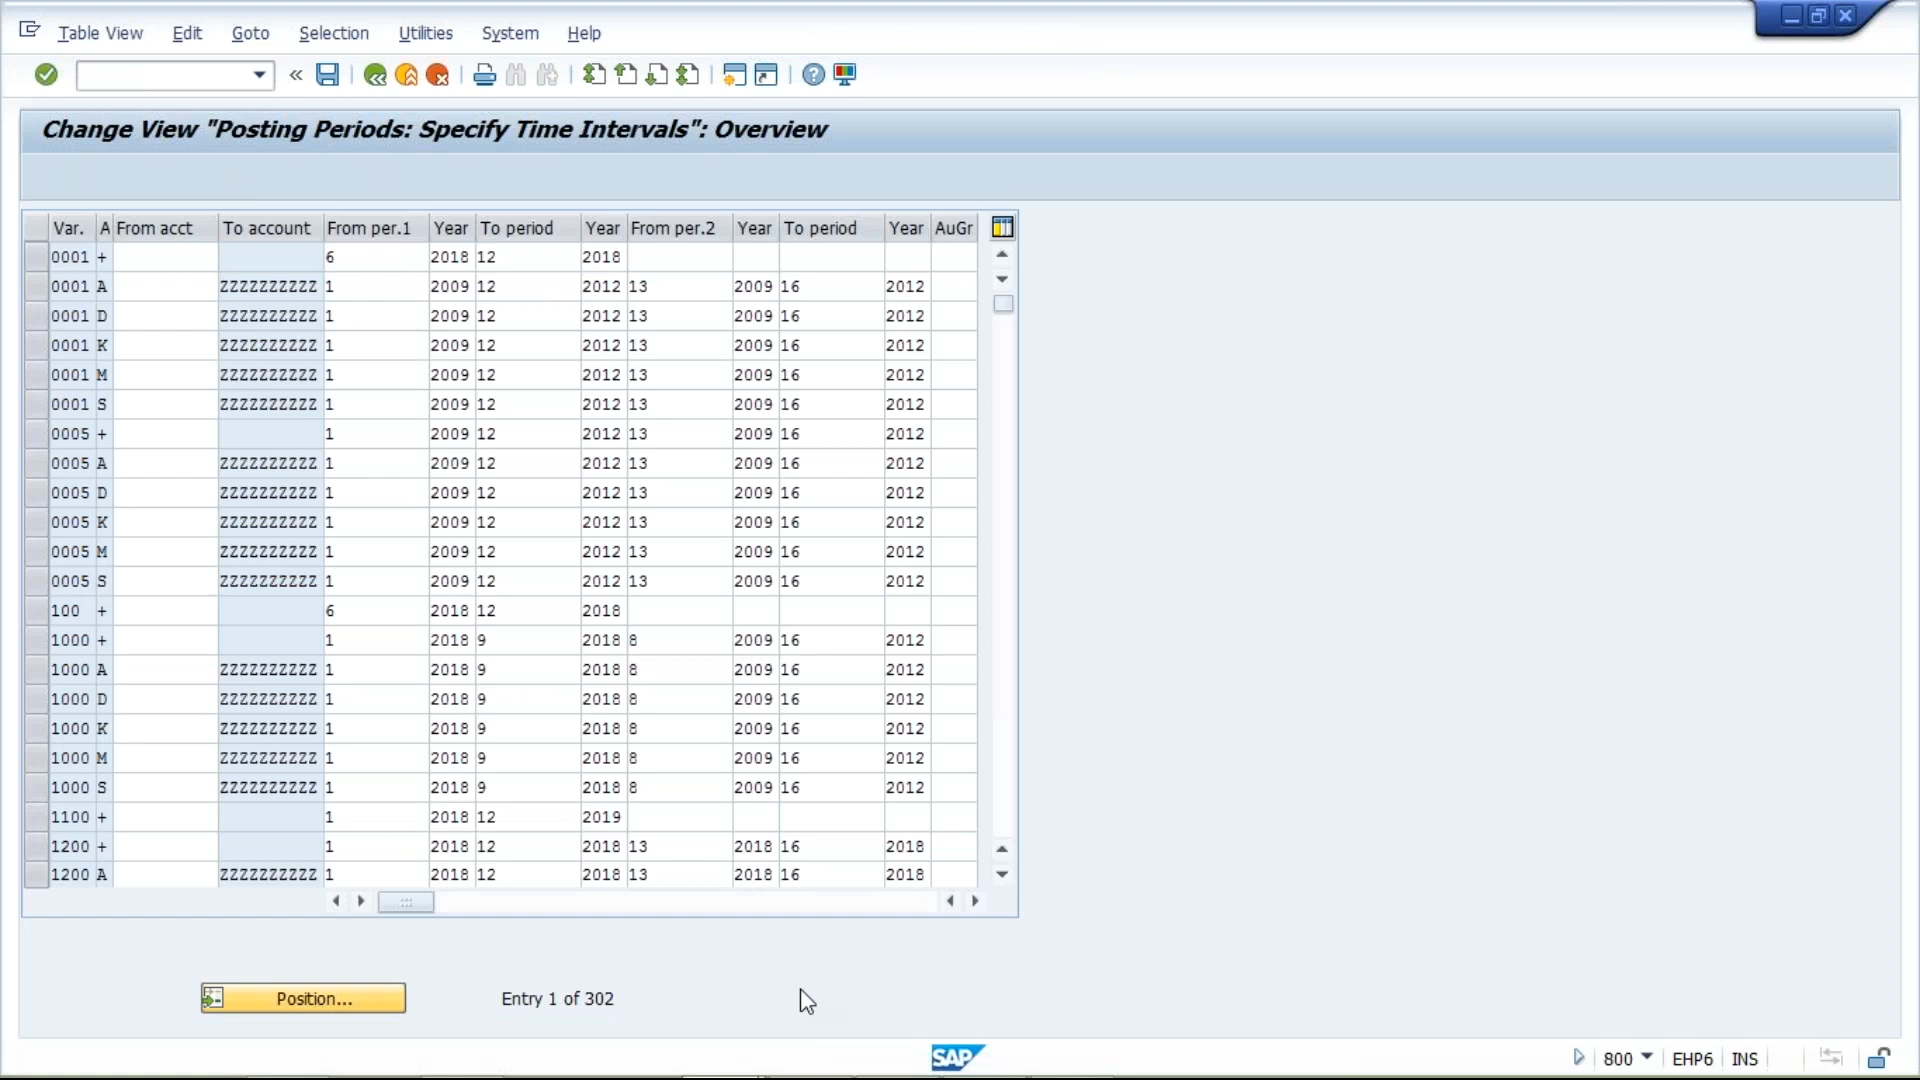 Table View Edit Goto Selection Utilities System Help
Change View "Posting Periods: Specify Time Intervals": Overview
Var. A From acct To account From per.1 Year To period Year From per.2 Year To period Year AuGr
0001 + 6 2018 12 2018
0001 A ZZZZZZZZZZ 1 2009 12 2012 13 2009 16 2012
0001 D ZZZZZZZZZZ 1 2009 12 2012 13 2009 16 2012
0001 K ZZZZZZZZZZ 1 2009 12 2012 13 2009 16 2012
0001 M ZZZZZZZZZZ 1 2009 12 2012 13 2009 16 2012
0001 S ZZZZZZZZZZ 1 2009 12 2012 13 2009 16 2012
0005 + 1 2009 12 2012 13 2009 16 2012
0005 A ZZZZZZZZZZ 1 2009 12 2012 13 2009 16 2012
0005 D ZZZZZZZZZZ 1 2009 12 2012 13 2009 16 2012
0005 K ZZZZZZZZZZ 1 2009 12 2012 13 2009 16 2012
0005 M ZZZZZZZZZZ 1 2009 12 2012 13 2009 16 2012
0005 S ZZZZZZZZZZ 1 2009 12 2012 13 2009 16 2012
100 + 6 2018 12 2018
1000 + 1 2018 9 2018 8 2009 16 2012
1000 A ZZZZZZZZZZ 1 2018 9 2018 8 2009 16 2012
1000 D ZZZZZZZZZZ 1 2018 9 2018 8 2009 16 2012
1000 K ZZZZZZZZZZ 1 2018 9 2018 8 2009 16 2012
1000 M ZZZZZZZZZZ 1 2018 9 2018 8 2009 16 2012
1000 S ZZZZZZZZZZ 1 2018 9 2018 8 2009 16 2012
1100 + 1 2018 12 2019
1200 + 1 2018 12 2018 13 2018 16 2018
1200 A ZZZZZZZZZZ 1 2018 12 2018 13 2018 16 2018
Position... Entry 1 of 302
SAP 800 EHP6 INS